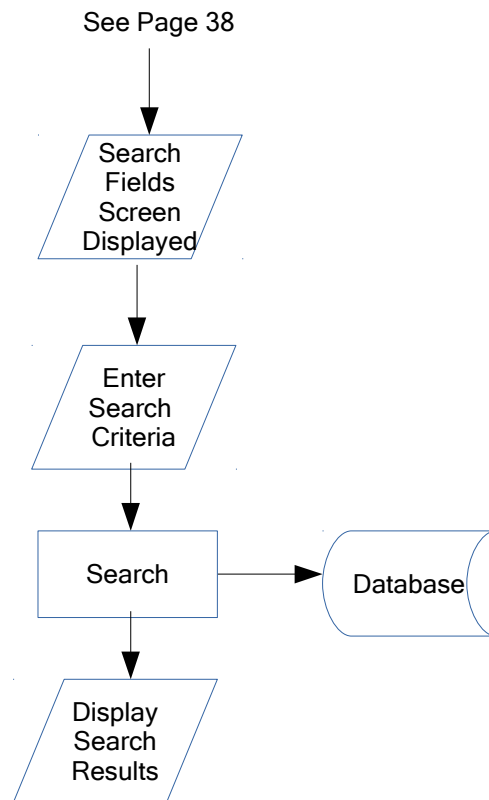 See Page 38
Search
Fields
Screen
Displayed
Enter
Search
Criteria
Search
Database
Display
Search
Results